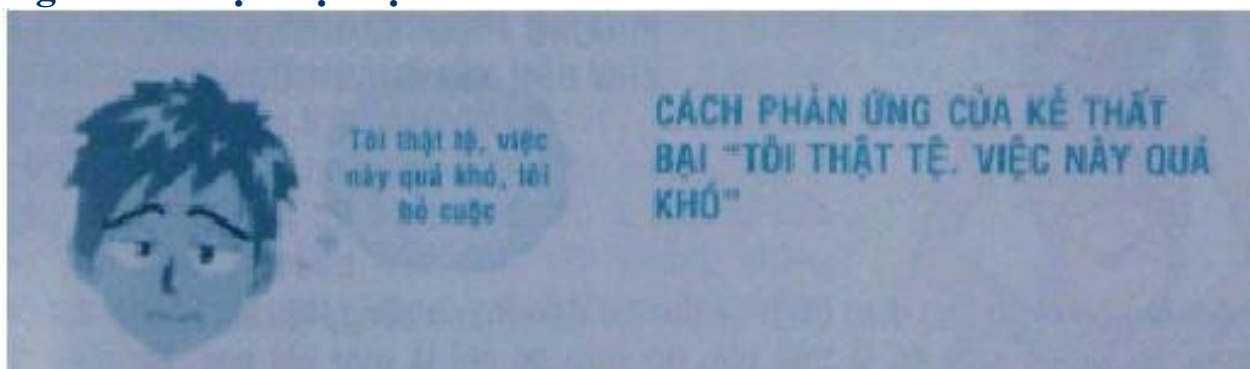 Tôi thật tệ, việc
này quá khó, tôi
bỏ cuộc
CÁCH PHẢN ỨNG CỦA KẺ THẤT
BẠI "TÔI THẬT TỆ. VIỆC NÀY QUÁ
KHÓ"